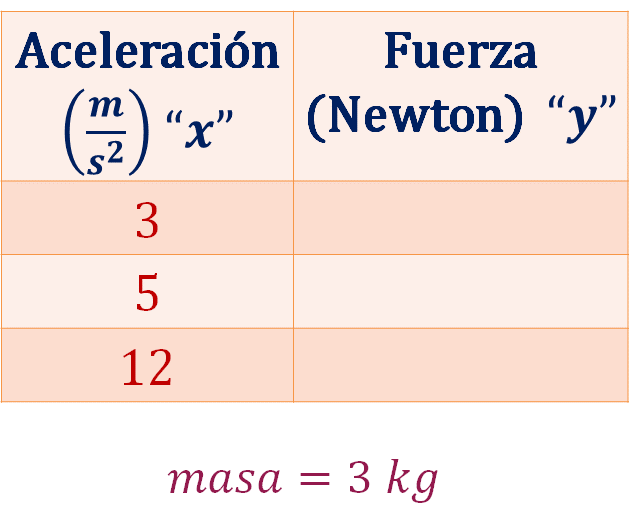 Aceleración Fuerza
(m/s²) “x” (Newton) “y”
3
5
12
masa = 3 kg